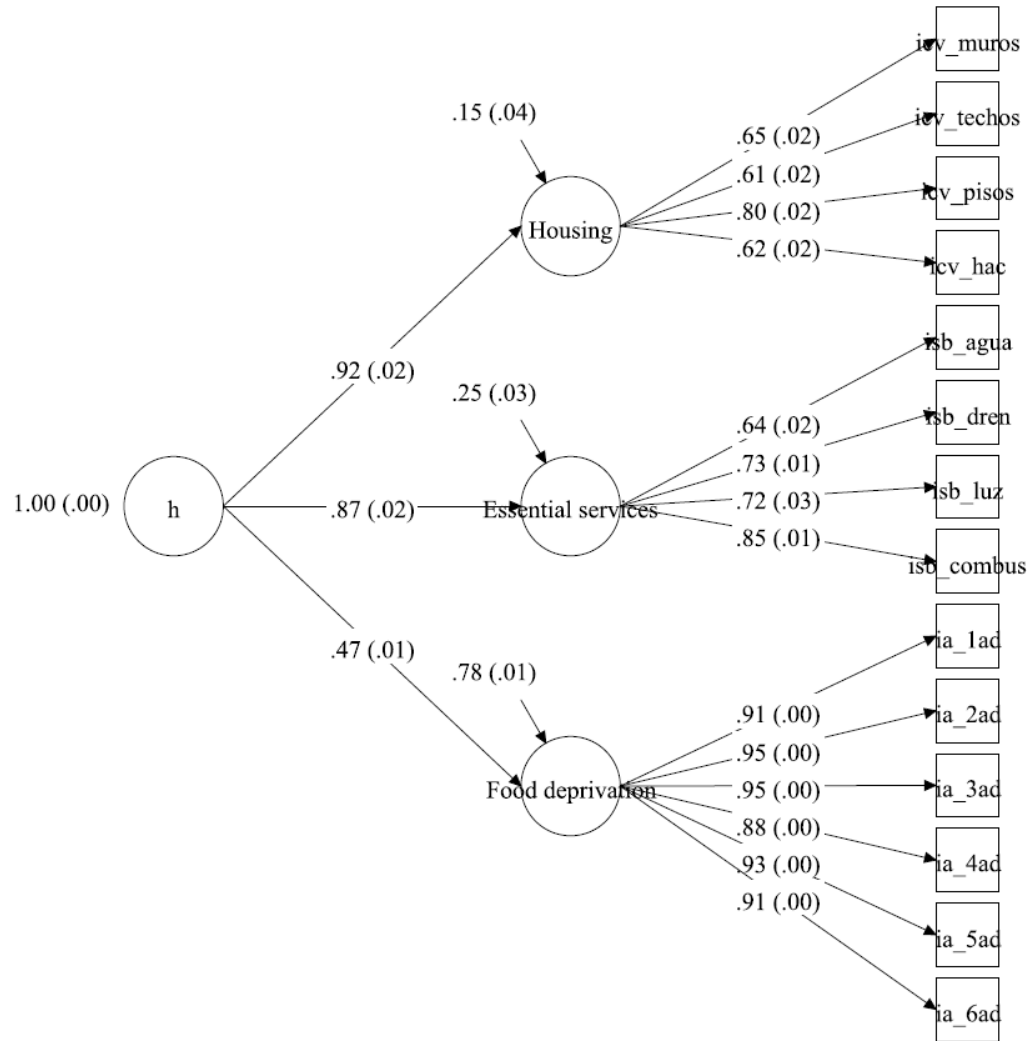 icv_muros
.15 (.04)
icv_techos
.65 (.02)
.61 (.02)
icv_pisos
.80 (.02)
Housing
.62 (.02)
icv_hac
isb_agua
.92 (.02)
.25 (.03)
isb_dren
.64 (.02)
.73 (.01)
isb_luz
1.00 (.00)
h
.87 (.02)
Essential services
.72 (.03)
.85 (.01)
isb_combus
ia_1ad
.47 (.01)
.78 (.01)
.91 (.00)
ia_2ad
.95 (.00)
Food deprivation
.95 (.00)
ia_3ad
.88 (.00)
ia_4ad
.93 (.00)
.91 (.00)
ia_5ad
ia_6ad